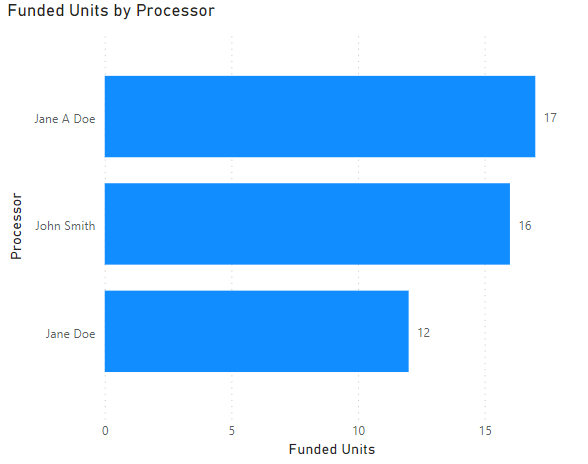 Funded Units by Processor
Processor
Jane A Doe 17
John Smith 16
Jane Doe 12
0 5 10 15
Funded Units